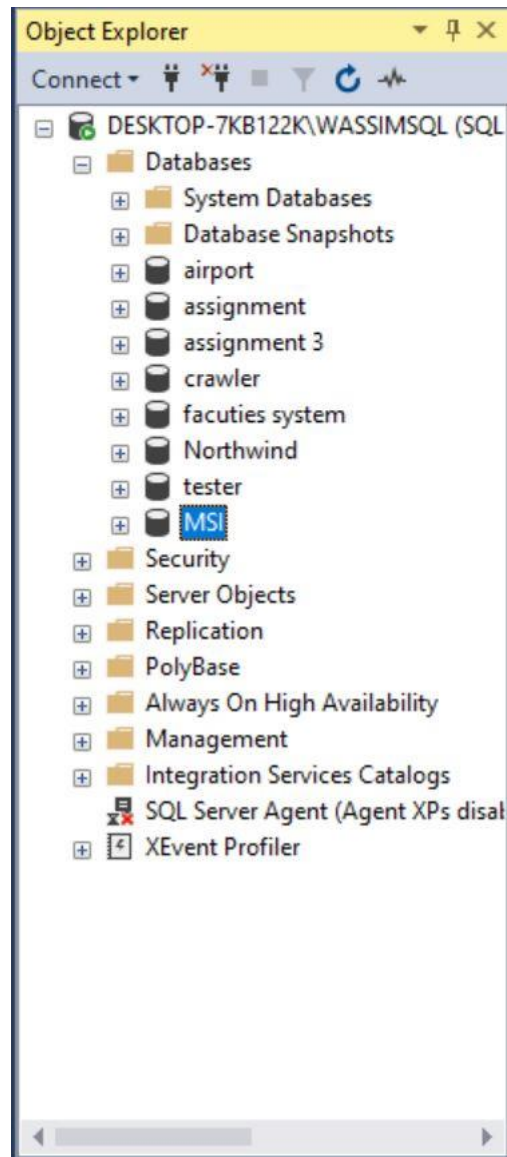 Object Explorer
Connect
DESKTOP-7KB122K\WASSIMSQL (SQL
Databases
System Databases
Database Snapshots
airport
assignment
assignment 3
crawler
facuties system
Northwind
tester
MSI
Security
Server Objects
Replication
PolyBase
Always On High Availability
Management
Integration Services Catalogs
SQL Server Agent (Agent XPs disab
XEvent Profiler